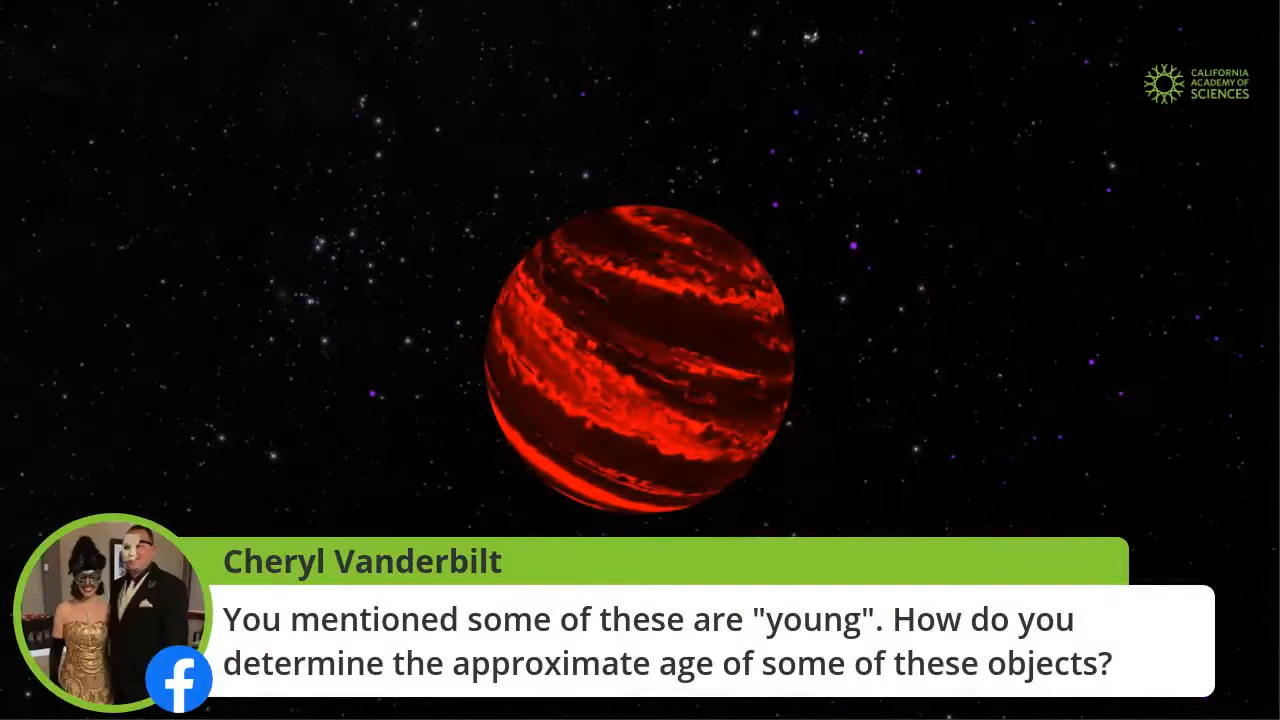 CALIFORNIA
ACADEMY OF
SCIENCES
Cheryl Vanderbilt
You mentioned some of these are "young". How do you
determine the approximate age of some of these objects?